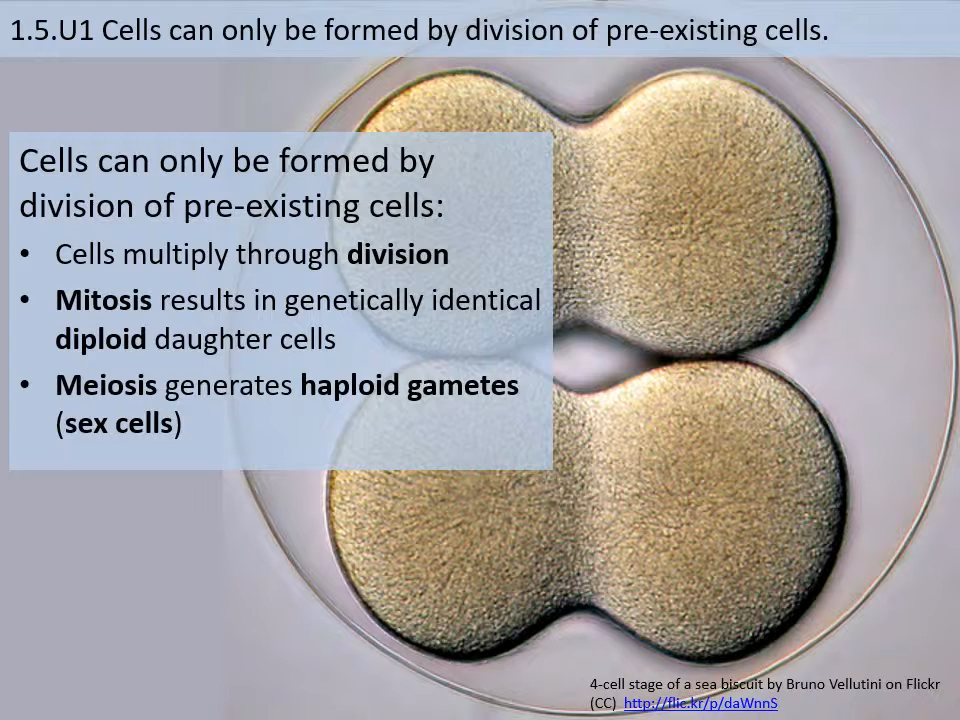 1.5.U1 Cells can only be formed by division of pre-existing cells.
Cells can only be formed by
division of pre-existing cells:
• Cells multiply through division
• Mitosis results in genetically identical
diploid daughter cells
• Meiosis generates haploid gametes
(sex cells)
4-cell stage of a sea biscuit by Bruno Vellutini on Flickr
(CC) http://flic.kr/p/daWnnS